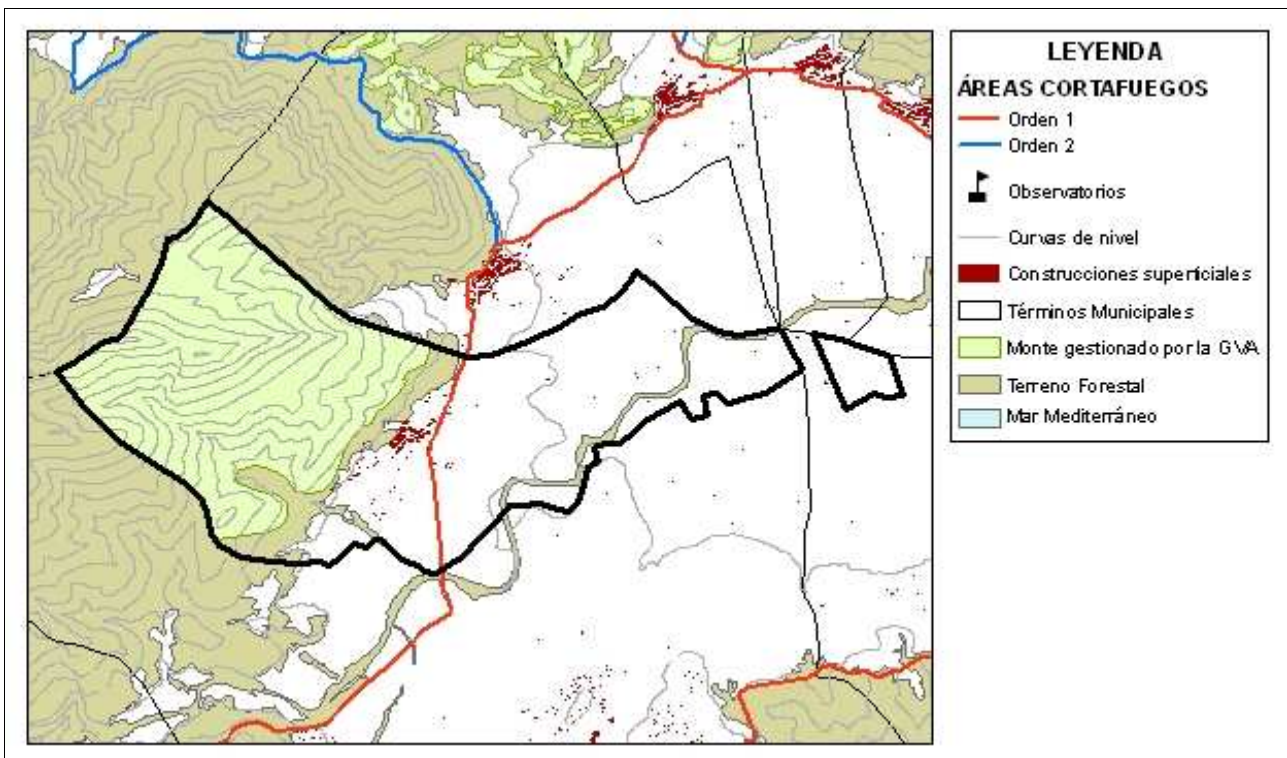 LEYENDA
ÁREAS CORTAFUEGOS
Orden 1
Orden 2
Observatorios
Curvas de nivel
Construcciones superficiales
Términos Municipales
Monte gestionado por la GVA
Terreno Forestal
Mar Mediterráneo